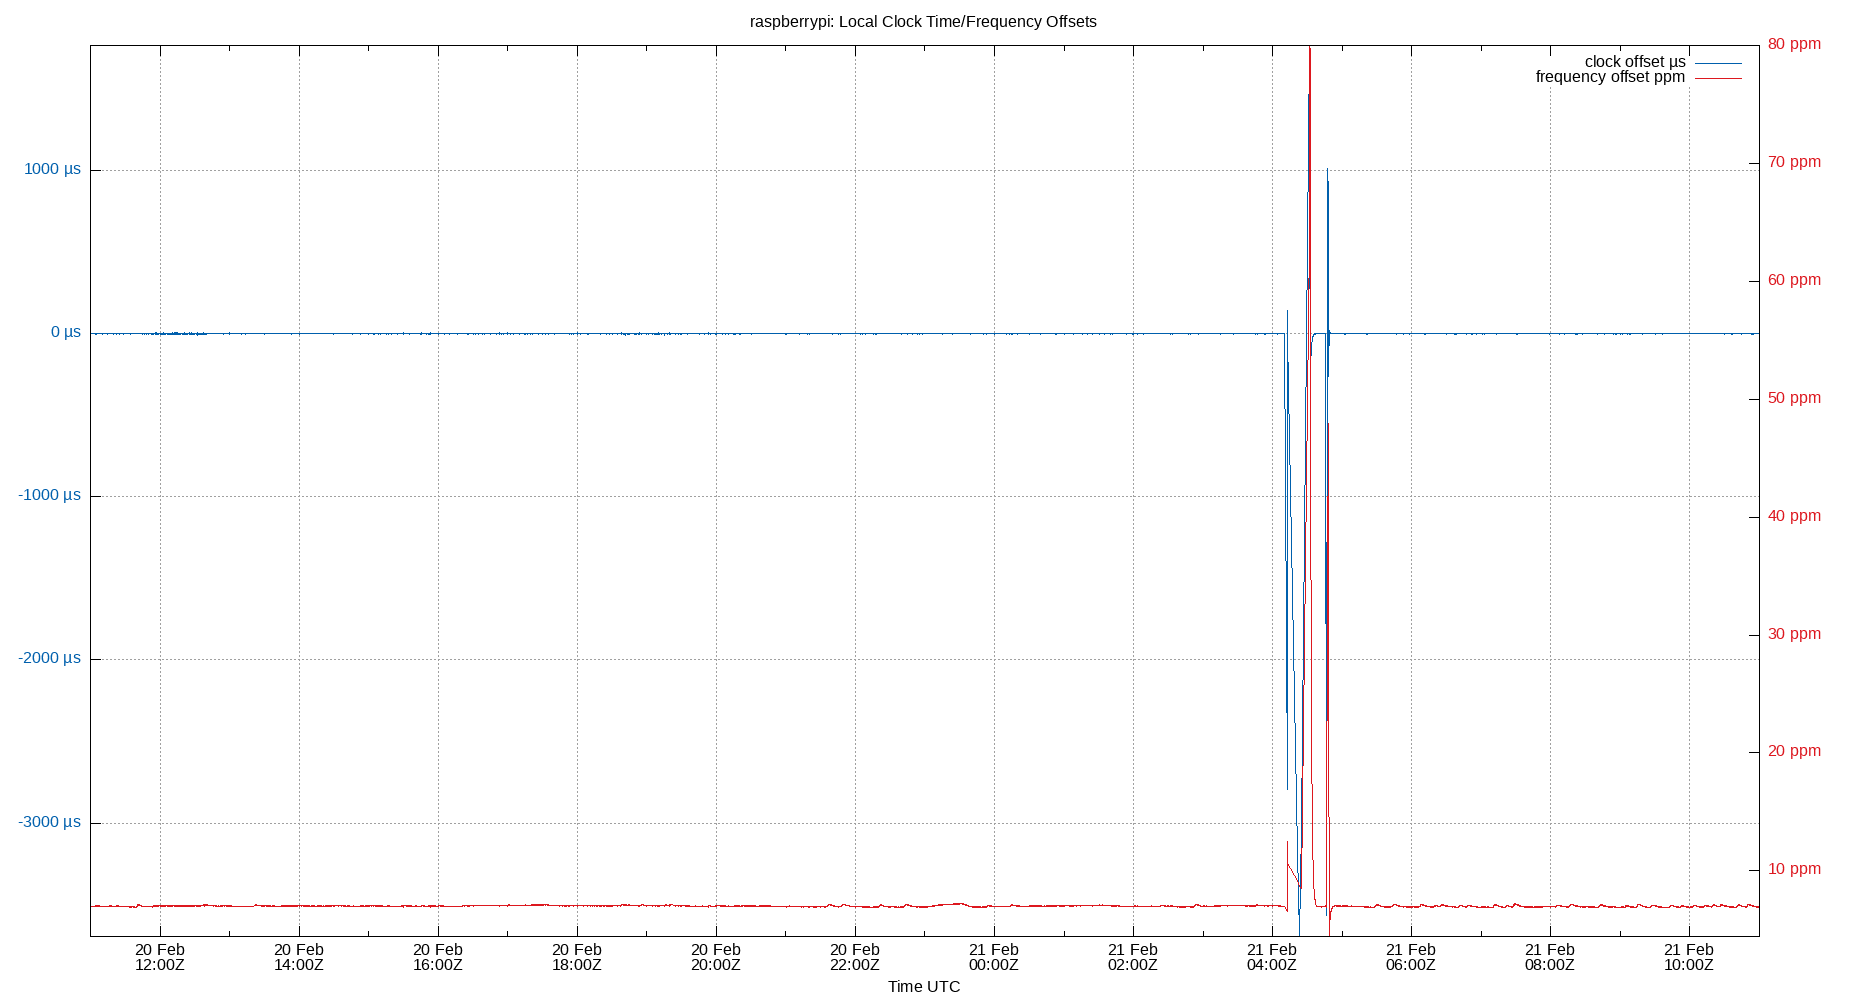 raspberrypi: Local Clock Time/Frequency Offsets
80 ppm
clock offset µs
frequency offset ppm
1000 µs
70 ppm
60 ppm
0 µs
50 ppm
-1000 µs
40 ppm
30 ppm
-2000 µs
20 ppm
-3000 µs
10 ppm
20 Feb 20 Feb 20 Feb 20 Feb 20 Feb 20 Feb 21 Feb 21 Feb 21 Feb 21 Feb 21 Feb 21 Feb
12:00Z 14:00Z 16:00Z 18:00Z 20:00Z 22:00Z 00:00Z 02:00Z 04:00Z 06:00Z 08:00Z 10:00Z
Time UTC